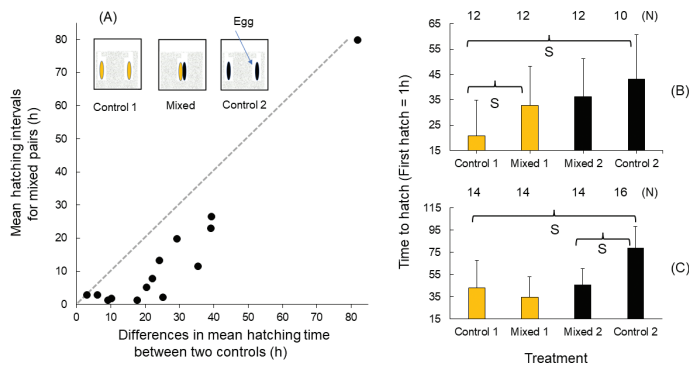 (A)
Egg
Control 1
Mixed
Control 2
90
80
70
60
50
40
30
20
10
0
0
10
20
30
40
50
60
70
80
90
Mean hatching intervals
for mixed pairs (h)
Differences in mean hatching time
between two controls (h)
12
12
12
10
(N)
65
55
45
35
25
15
S
S
(B)
Control 1
Mixed 1
Mixed 2
Control 2
Time to hatch (First hatch = 1h)
14
14
14
16
(N)
115
95
75
55
35
15
S
S
(C)
Control 1
Mixed 1
Mixed 2
Control 2
Treatment